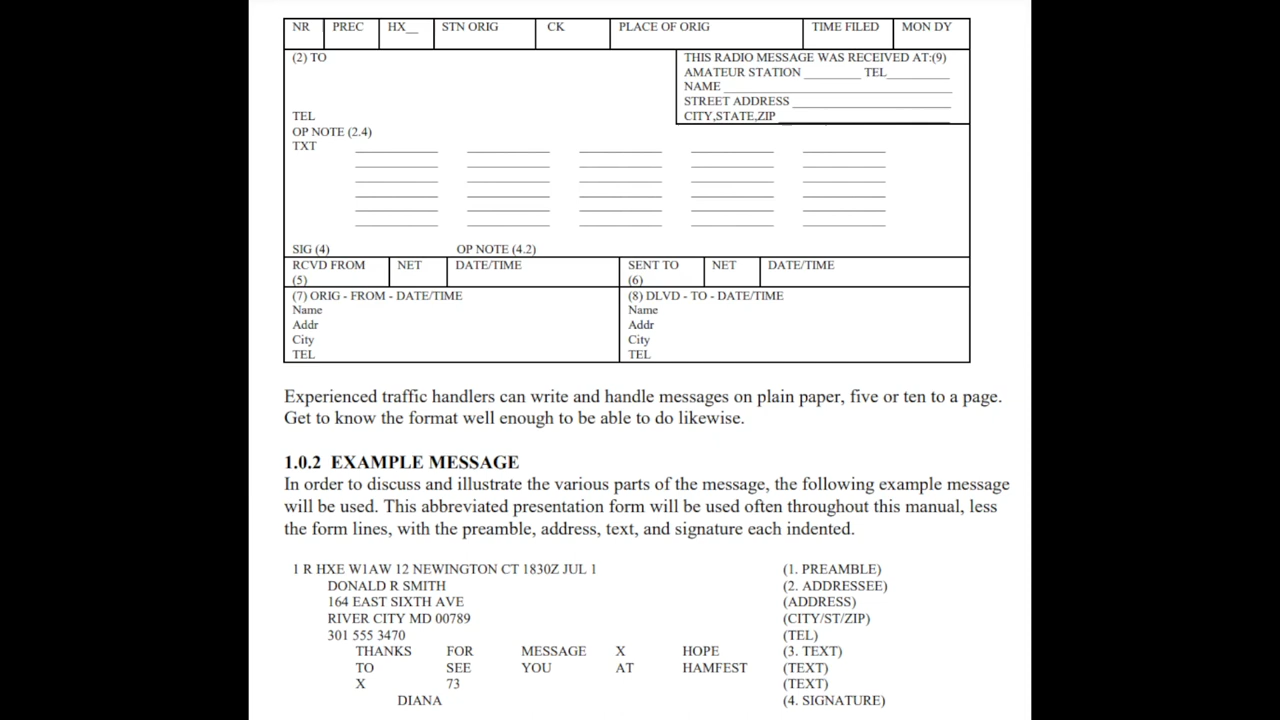 NR PREC HX__ STN ORIG CK PLACE OF ORIG TIME FILED MON DY
(2) TO
THIS RADIO MESSAGE WAS RECEIVED AT:(9)
AMATEUR STATION ________ TEL_________
NAME
STREET ADDRESS
CITY,STATE,ZIP
TEL
OP NOTE (2.4)
TXT
SIG (4) OP NOTE (4.2)
RCVD FROM NET DATE/TIME SENT TO NET DATE/TIME
(5) (6)
(7) ORIG - FROM - DATE/TIME (8) DLVD - TO - DATE/TIME
Name Name
Addr Addr
City City
TEL TEL
Experienced traffic handlers can write and handle messages on plain paper, five or ten to a page.
Get to know the format well enough to be able to do likewise.
1.0.2 EXAMPLE MESSAGE
In order to discuss and illustrate the various parts of the message, the following example message
will be used. This abbreviated presentation form will be used often throughout this manual, less
the form lines, with the preamble, address, text, and signature each indented.
1 R HXE W1AW 12 NEWINGTON CT 1830Z JUL 1 (1. PREAMBLE)
DONALD R SMITH (2. ADDRESSEE)
164 EAST SIXTH AVE (ADDRESS)
RIVER CITY MD 00789 (CITY/ST/ZIP)
301 555 3470 (TEL)
THANKS FOR MESSAGE X HOPE (3. TEXT)
TO SEE YOU AT HAMFEST (TEXT)
X 73 (TEXT)
DIANA (4. SIGNATURE)